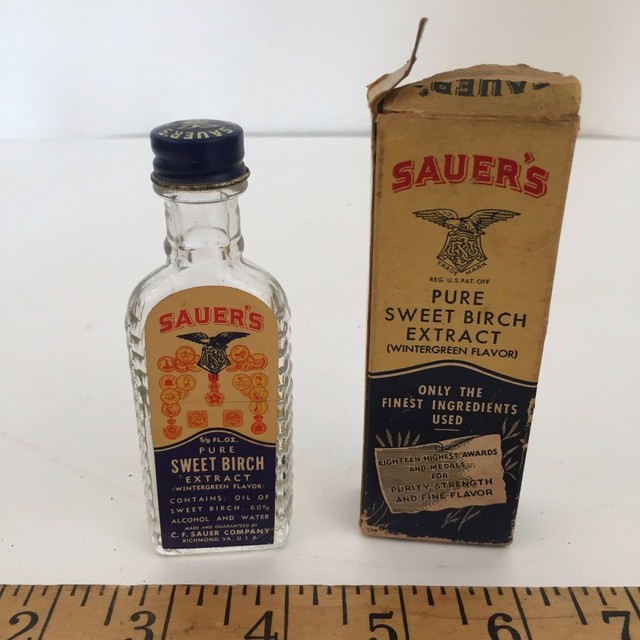 SAUER'S
SAUER'S
5/8 FL. OZ.
PURE
SWEET BIRCH
EXTRACT
(WINTERGREEN FLAVOR)
CONTAINS: OIL OF
SWEET BIRCH, 60%
ALCOHOL AND WATER
MADE AND GUARANTEED BY
C. F. SAUER COMPANY
RICHMOND, VA. U.S.A.
SAUER'S
SAUER'S
TRADE MARK
REG. U.S. PAT. OFF
PURE
SWEET BIRCH
EXTRACT
(WINTERGREEN FLAVOR)
ONLY THE
FINEST INGREDIENTS
USED
EIGHTEEN HIGHEST AWARDS
AND MEDALS
FOR
PURITY, STRENGTH
AND FINE FLAVOR
2 3 4 5 6 7 8